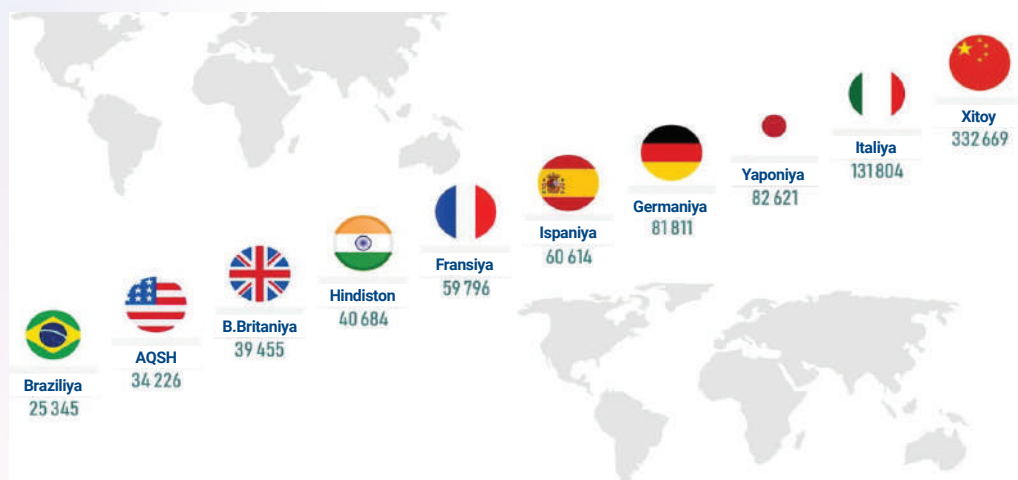 Braziliya
25 345
AQSH
34 226
B.Britaniya
39 455
Hindiston
40 684
Fransiya
59 796
Ispaniya
60 614
Germaniya
81 811
Yaponiya
82 621
Italiya
131 804
Xitoy
332 669